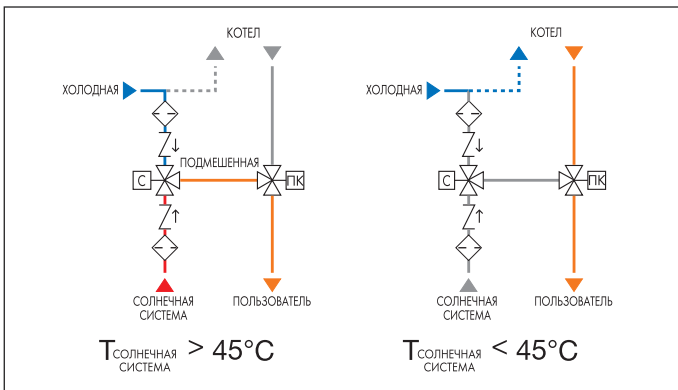 КОТЕЛ
ХОЛОДНАЯ
ПОДМЕШЕННАЯ
С
ПК
СОЛНЕЧНАЯ
СИСТЕМА
ПОЛЬЗОВАТЕЛЬ
TСОЛНЕЧНАЯ СИСТЕМА > 45°C
КОТЕЛ
ХОЛОДНАЯ
С
ПК
СОЛНЕЧНАЯ
СИСТЕМА
ПОЛЬЗОВАТЕЛЬ
TСОЛНЕЧНАЯ СИСТЕМА < 45°C